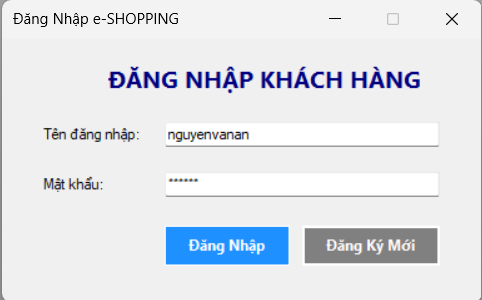 Đăng Nhập e-SHOPPING
ĐĂNG NHẬP KHÁCH HÀNG
Tên đăng nhập: nguyenvanan
Mật khẩu: ******
Đăng Nhập Đăng Ký Mới